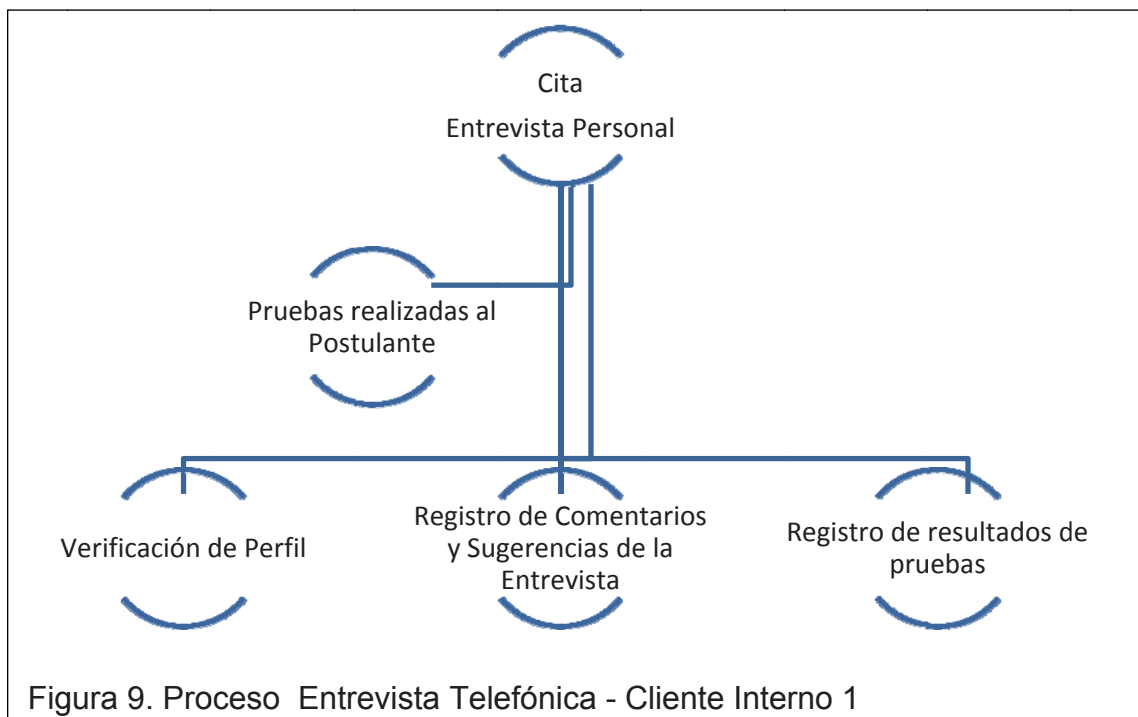 Cita
Entrevista Personal
Pruebas realizadas al
Postulante
Verificación de Perfil
Registro de Comentarios
y Sugerencias de la
Entrevista
Registro de resultados de
pruebas
Figura 9. Proceso  Entrevista Telefónica - Cliente Interno 1